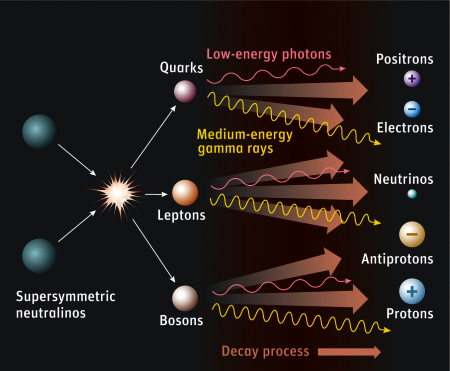 Low-energy photons
Positrons
Quarks
+
−
Electrons
Medium-energy
gamma rays
Neutrinos
Leptons
−
Antiprotons
Supersymmetric
neutralinos
+
Bosons
Protons
Decay process